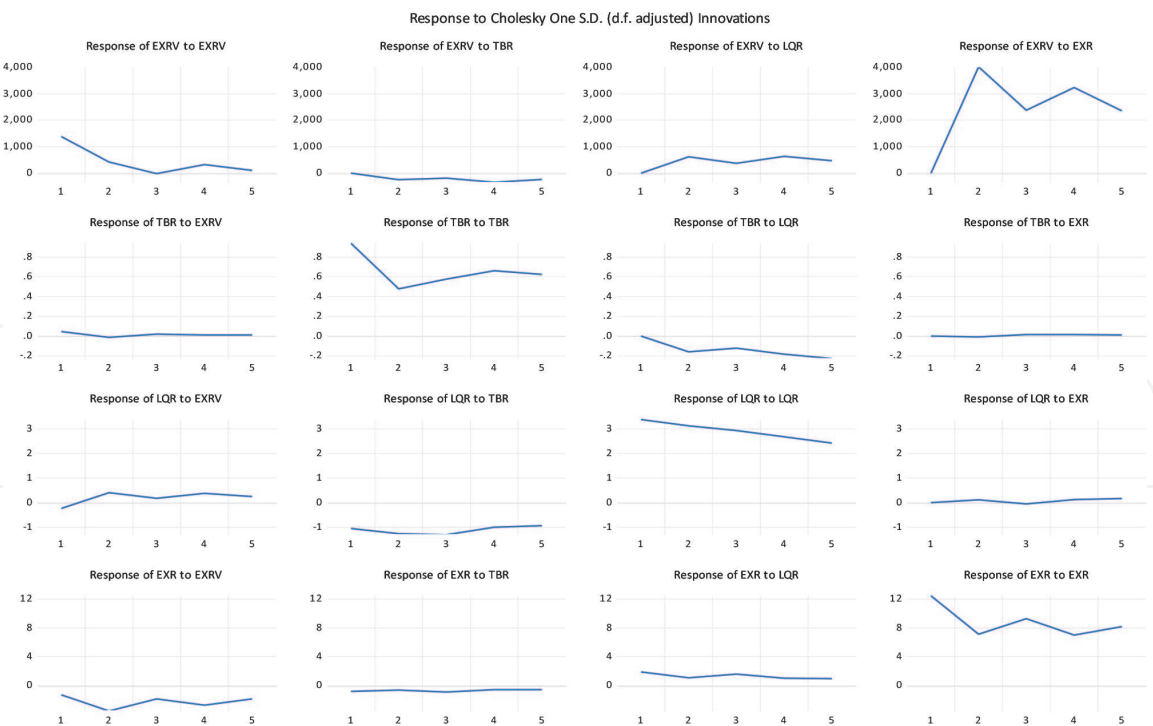 Response to Cholesky One S.D. (d.f. adjusted) Innovations
Response of EXRV to EXRV
4,000
3,000
2,000
1,000
0
1 2 3 4 5
Response of EXRV to TBR
4,000
3,000
2,000
1,000
0
1 2 3 4 5
Response of EXRV to LQR
4,000
3,000
2,000
1,000
0
1 2 3 4 5
Response of EXRV to EXR
4,000
3,000
2,000
1,000
0
1 2 3 4 5
Response of TBR to EXRV
.8
.6
.4
.2
.0
-.2
1 2 3 4 5
Response of TBR to TBR
.8
.6
.4
.2
.0
-.2
1 2 3 4 5
Response of TBR to LQR
.8
.6
.4
.2
.0
-.2
1 2 3 4 5
Response of TBR to EXR
.8
.6
.4
.2
.0
-.2
1 2 3 4 5
Response of LQR to EXRV
3
2
1
0
-1
1 2 3 4 5
Response of LQR to TBR
3
2
1
0
-1
1 2 3 4 5
Response of LQR to LQR
3
2
1
0
-1
1 2 3 4 5
Response of LQR to EXR
3
2
1
0
-1
1 2 3 4 5
Response of EXR to EXRV
12
8
4
0
1 2 3 4 5
Response of EXR to TBR
12
8
4
0
1 2 3 4 5
Response of EXR to LQR
12
8
4
0
1 2 3 4 5
Response of EXR to EXR
12
8
4
0
1 2 3 4 5